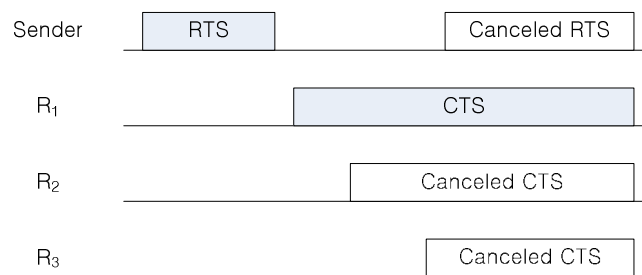 Sender RTS Canceled RTS
R₁ CTS
R₂ Canceled CTS
R₃ Canceled CTS